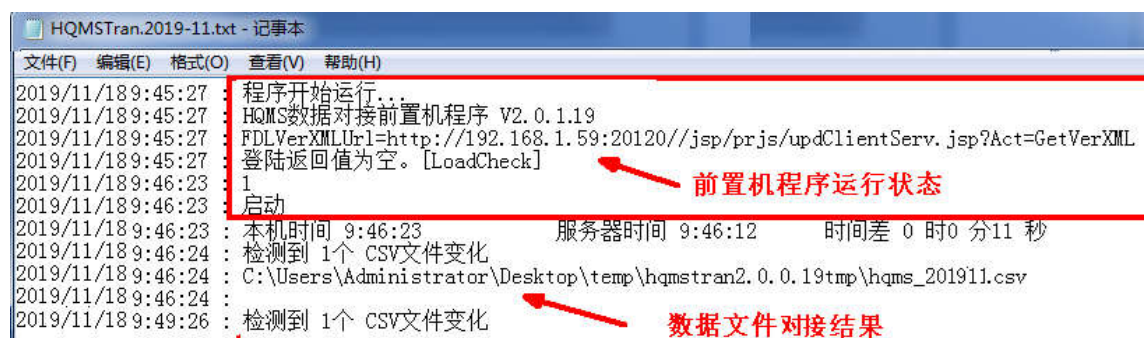 HQMSTran.2019-11.txt - 记事本
文件(F) 编辑(E) 格式(O) 查看(V) 帮助(H)
2019/11/18 9:45:27 : 程序开始运行...
2019/11/18 9:45:27 : HQMS数据对接前置机程序 V2.0.1.19
2019/11/18 9:45:27 : FDLVerXMLUrl=http://192.168.1.59:20120//jsp/prjs/updClientServ.jsp?Act=GetVerXML
2019/11/18 9:45:27 : 登陆返回值为空。[LoadCheck]
2019/11/18 9:46:23 : 1
前置机程序运行状态
2019/11/18 9:46:23 : 启动
2019/11/18 9:46:23 : 本机时间 9:46:23 服务器时间 9:46:12 时间差 0 时0 分11 秒
2019/11/18 9:46:24 : 检测到 1个 CSV文件变化
2019/11/18 9:46:24 : C:\Users\Administrator\Desktop\temp\hqmstran2.0.0.19tmp\hqms_201911.csv
2019/11/18 9:46:24 :
2019/11/18 9:49:26 : 检测到 1个 CSV文件变化
数据文件对接结果